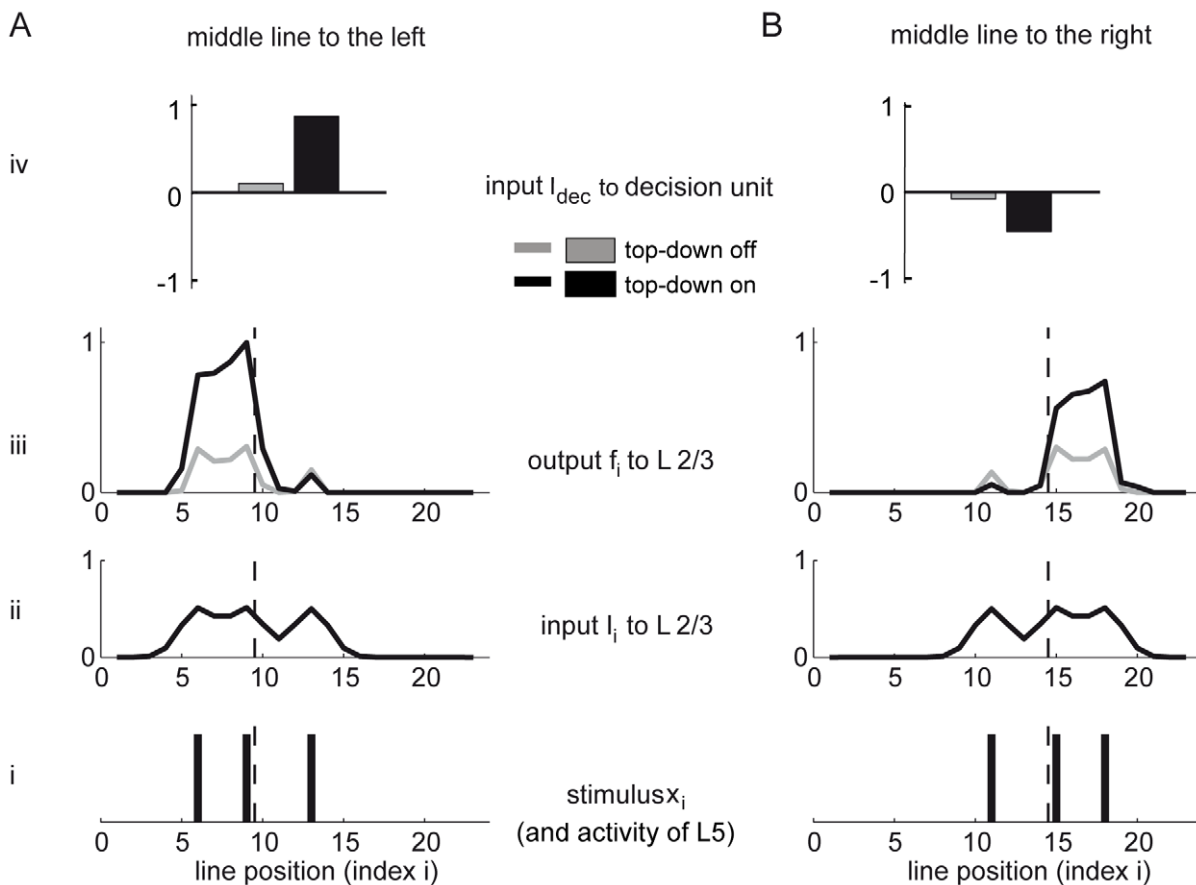 A
middle line to the left
B
middle line to the right
iv
1
0
-1
input I_dec to decision unit
top-down off
top-down on
1
0
-1
iii
1
0
0 5 10 15 20
output f_i to L 2/3
1
0
0 5 10 15 20
ii
1
0
0 5 10 15 20
input I_i to L 2/3
1
0
0 5 10 15 20
i
0 5 10 15 20
line position (index i)
stimulusx_i
(and activity of L5)
0 5 10 15 20
line position (index i)